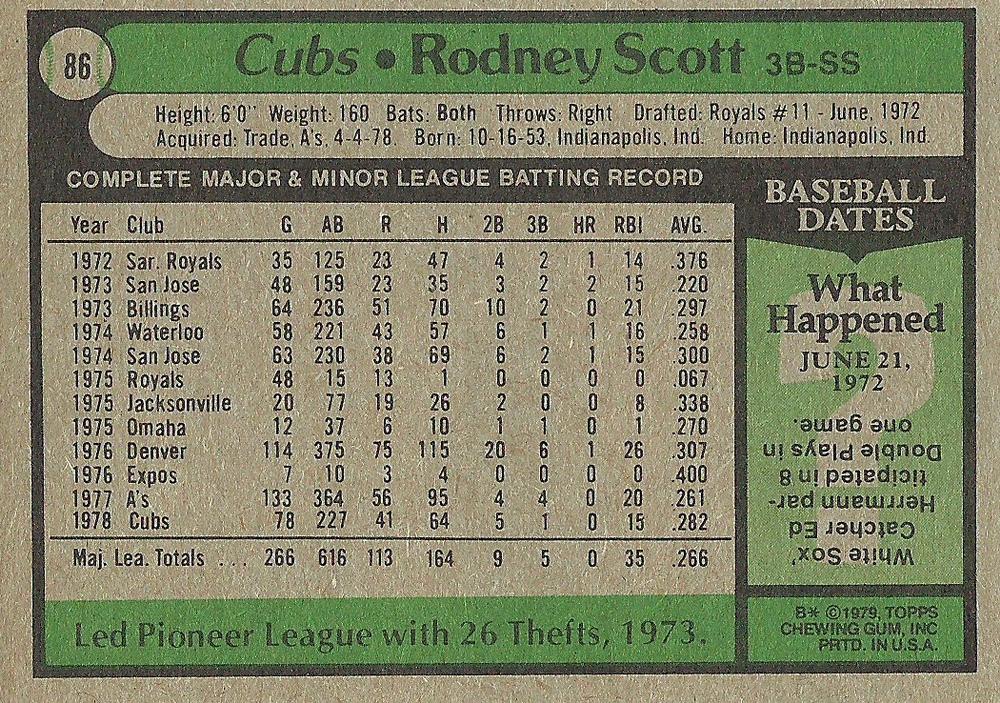 86
Cubs • Rodney Scott 3B-SS
Height: 6'0" Weight: 160 Bats: Both Throws: Right Drafted: Royals #11 - June, 1972
Acquired: Trade, A's, 4-4-78. Born: 10-16-53, Indianapolis, Ind. Home: Indianapolis, Ind.
COMPLETE MAJOR & MINOR LEAGUE BATTING RECORD
Year Club G AB R H 2B 3B HR RBI AVG.
1972 Sar. Royals 35 125 23 47 4 2 1 14 .376
1973 San Jose 48 159 23 35 3 2 2 15 .220
1973 Billings 64 236 51 70 10 2 0 21 .297
1974 Waterloo 58 221 43 57 6 1 1 16 .258
1974 San Jose 63 230 38 69 6 2 1 15 .300
1975 Royals 48 15 13 1 0 0 0 0 .067
1975 Jacksonville 20 77 19 26 2 0 0 8 .338
1975 Omaha 12 37 6 10 1 1 0 1 .270
1976 Denver 114 375 75 115 20 6 1 26 .307
1976 Expos 7 10 3 4 0 0 0 0 .400
1977 A's 133 364 56 95 4 4 0 20 .261
1978 Cubs 78 227 41 64 5 1 0 15 .282
Maj. Lea. Totals ... 266 616 113 164 9 5 0 35 .266
Led Pioneer League with 26 Thefts, 1973.
BASEBALL
DATES
What
Happened
JUNE 21,
1972
White Sox'
Catcher Ed
Herrmann par-
ticipated in 8
Double Plays in
one game.
B* ©1979, TOPPS
CHEWING GUM, INC
PRTD. IN U.S.A.